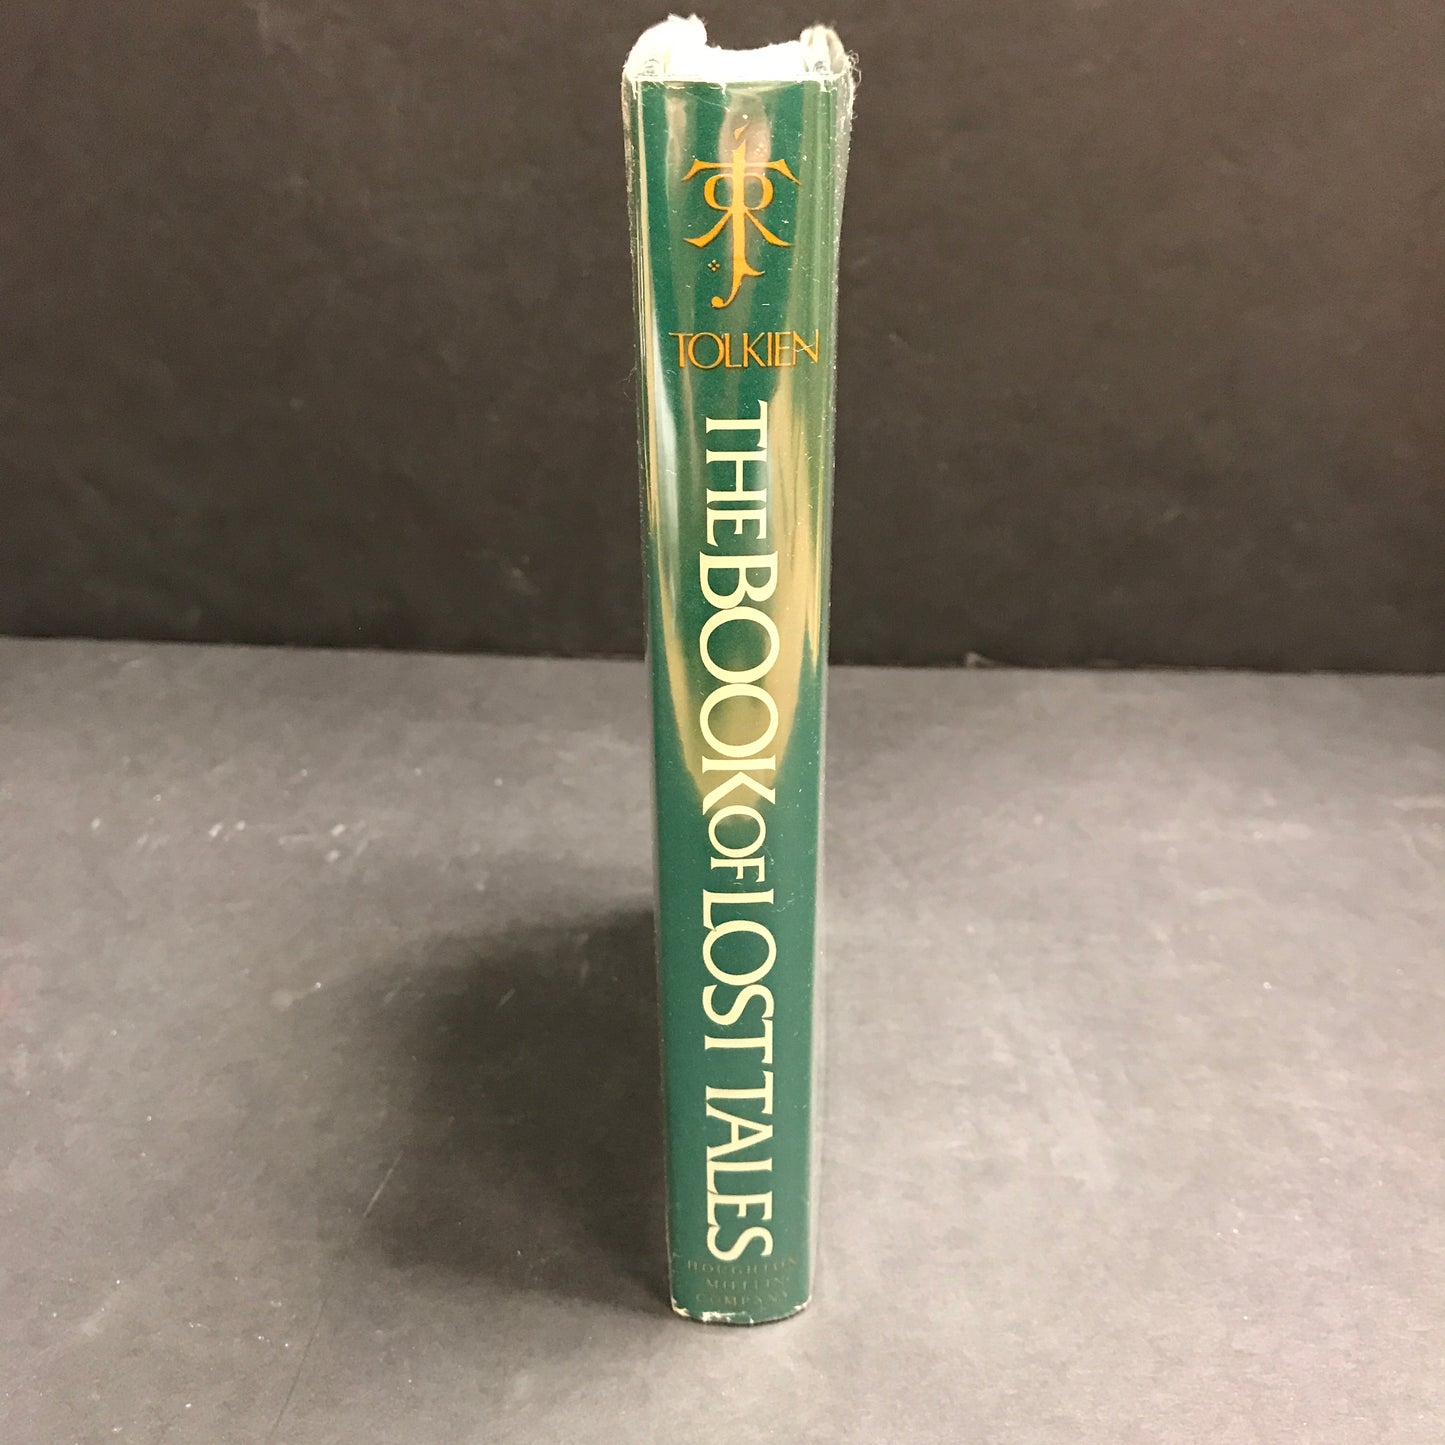 TOLKIEN
THE BOOK OF LOST TALES
HOUGHTON
MIFFLIN
COMPANY